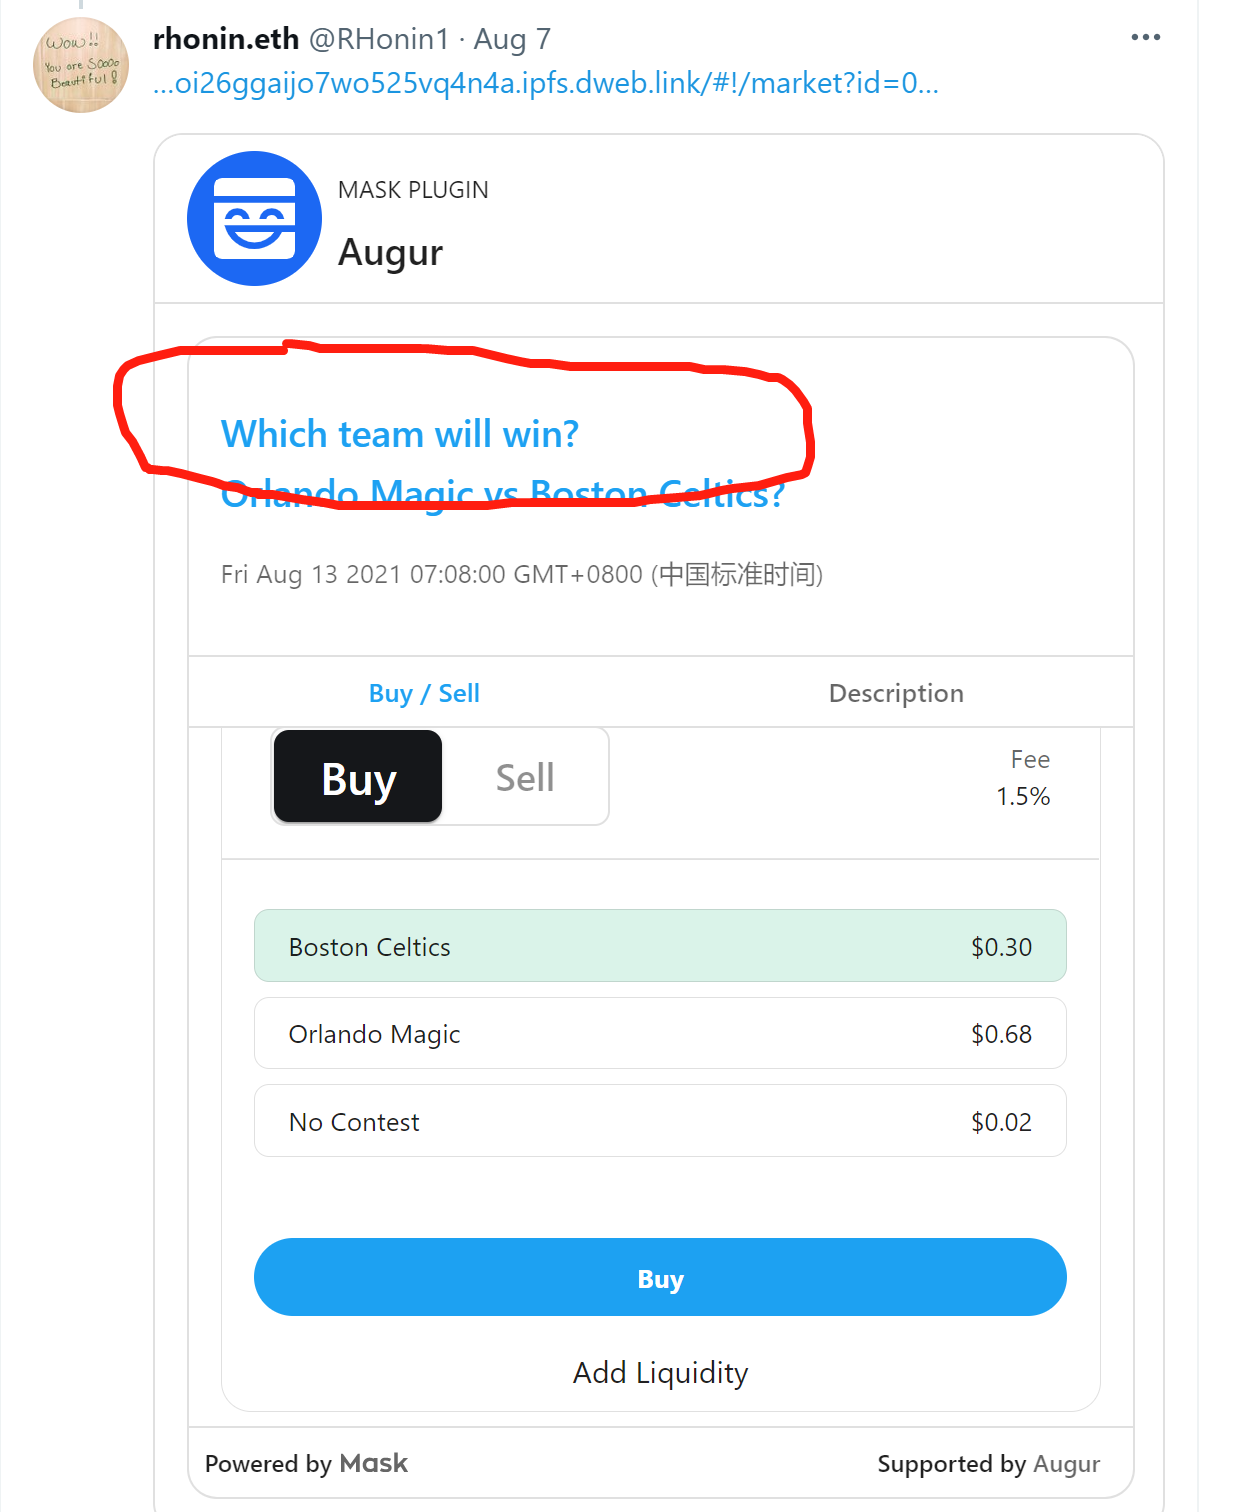 rhonin.eth @RHonin1 · Aug 7
Wow!!
You are Soooo
Beautiful!
...oi26ggaijo7wo525vq4n4a.ipfs.dweb.link/#!/market?id=0...
MASK PLUGIN
Augur
Which team will win?
Orlando Magic vs Boston Celtics?
Fri Aug 13 2021 07:08:00 GMT+0800 (中国标准时间)
Buy / Sell
Description
Buy
Sell
Fee
1.5%
Boston Celtics $0.30
Orlando Magic $0.68
No Contest $0.02
Buy
Add Liquidity
Powered by Mask
Supported by Augur